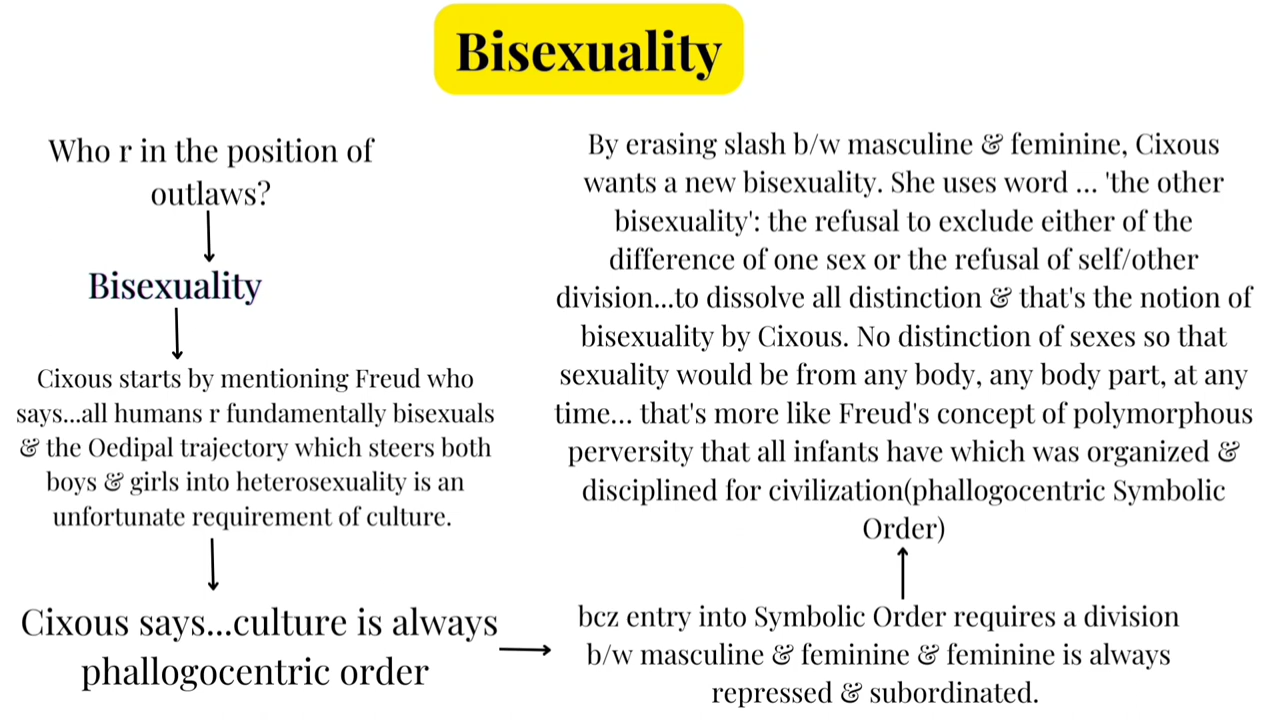 Bisexuality
Who r in the position of
outlaws?
Bisexuality
Cixous starts by mentioning Freud who
says...all humans r fundamentally bisexuals
& the Oedipal trajectory which steers both
boys & girls into heterosexuality is an
unfortunate requirement of culture.
Cixous says...culture is always
phallogocentric order
bcz entry into Symbolic Order requires a division
b/w masculine & feminine & feminine is always
repressed & subordinated.
By erasing slash b/w masculine & feminine, Cixous
wants a new bisexuality. She uses word ... 'the other
bisexuality': the refusal to exclude either of the
difference of one sex or the refusal of self/other
division...to dissolve all distinction & that's the notion of
bisexuality by Cixous. No distinction of sexes so that
sexuality would be from any body, any body part, at any
time... that's more like Freud's concept of polymorphous
perversity that all infants have which was organized &
disciplined for civilization(phallogocentric Symbolic
Order)